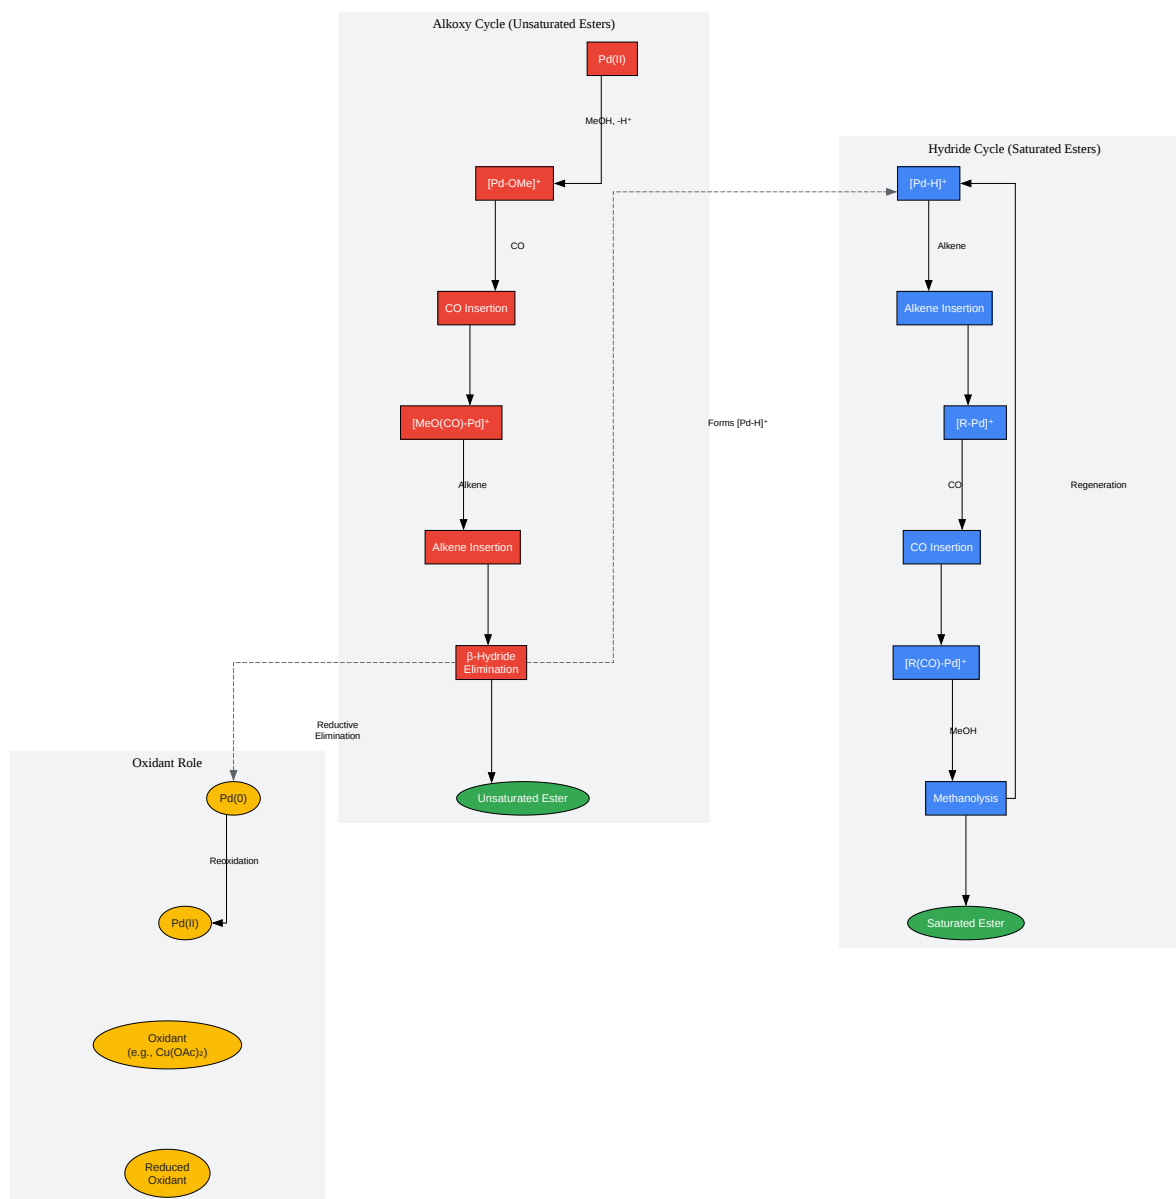 Alkoxy Cycle (Unsaturated Esters)
Pd(II)
MeOH, -H⁺
[Pd-OMe]⁺
CO
CO Insertion
[MeO(CO)-Pd]⁺
Alkene
Alkene Insertion
β-Hydride
Elimination
Unsaturated Ester
Forms [Pd-H]⁺
Reductive
Elimination
Hydride Cycle (Saturated Esters)
[Pd-H]⁺
Alkene
Alkene Insertion
[R-Pd]⁺
CO
Regeneration
CO Insertion
[R(CO)-Pd]⁺
MeOH
Methanolysis
Saturated Ester
Oxidant Role
Pd(0)
Reoxidation
Pd(II)
Oxidant
(e.g., Cu(OAc)₂)
Reduced
Oxidant